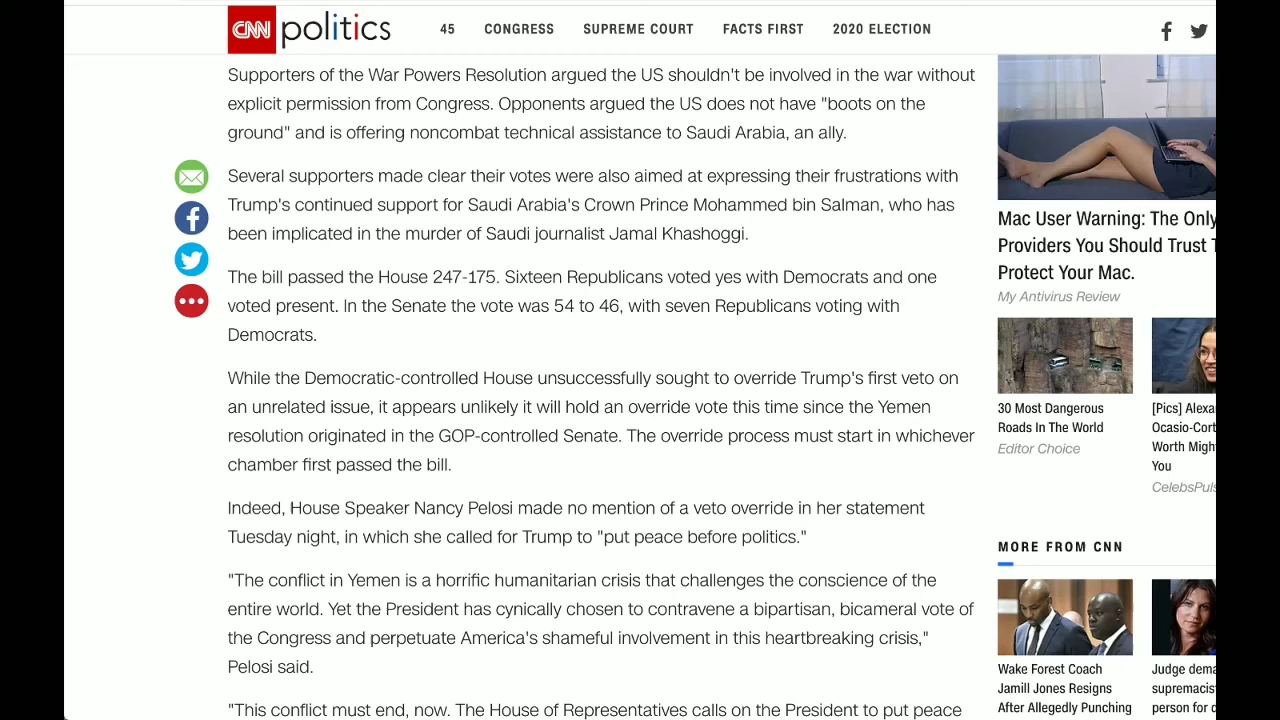 CNN politics 45 CONGRESS SUPREME COURT FACTS FIRST 2020 ELECTION
Supporters of the War Powers Resolution argued the US shouldn't be involved in the war without
explicit permission from Congress. Opponents argued the US does not have "boots on the
ground" and is offering noncombat technical assistance to Saudi Arabia, an ally.
Several supporters made clear their votes were also aimed at expressing their frustrations with
Trump's continued support for Saudi Arabia's Crown Prince Mohammed bin Salman, who has
been implicated in the murder of Saudi journalist Jamal Khashoggi.
The bill passed the House 247-175. Sixteen Republicans voted yes with Democrats and one
voted present. In the Senate the vote was 54 to 46, with seven Republicans voting with
Democrats.
While the Democratic-controlled House unsuccessfully sought to override Trump's first veto on
an unrelated issue, it appears unlikely it will hold an override vote this time since the Yemen
resolution originated in the GOP-controlled Senate. The override process must start in whichever
chamber first passed the bill.
Indeed, House Speaker Nancy Pelosi made no mention of a veto override in her statement
Tuesday night, in which she called for Trump to "put peace before politics."
"The conflict in Yemen is a horrific humanitarian crisis that challenges the conscience of the
entire world. Yet the President has cynically chosen to contravene a bipartisan, bicameral vote of
the Congress and perpetuate America's shameful involvement in this heartbreaking crisis,"
Pelosi said.
"This conflict must end, now. The House of Representatives calls on the President to put peace
Mac User Warning: The Only
Providers You Should Trust T
Protect Your Mac.
My Antivirus Review
30 Most Dangerous
Roads In The World
Editor Choice
[Pics] Alexa
Ocasio-Cort
Worth Migh
You
CelebsPuls
MORE FROM CNN
Wake Forest Coach
Jamill Jones Resigns
After Allegedly Punching
Judge dema
supremacis
person for d